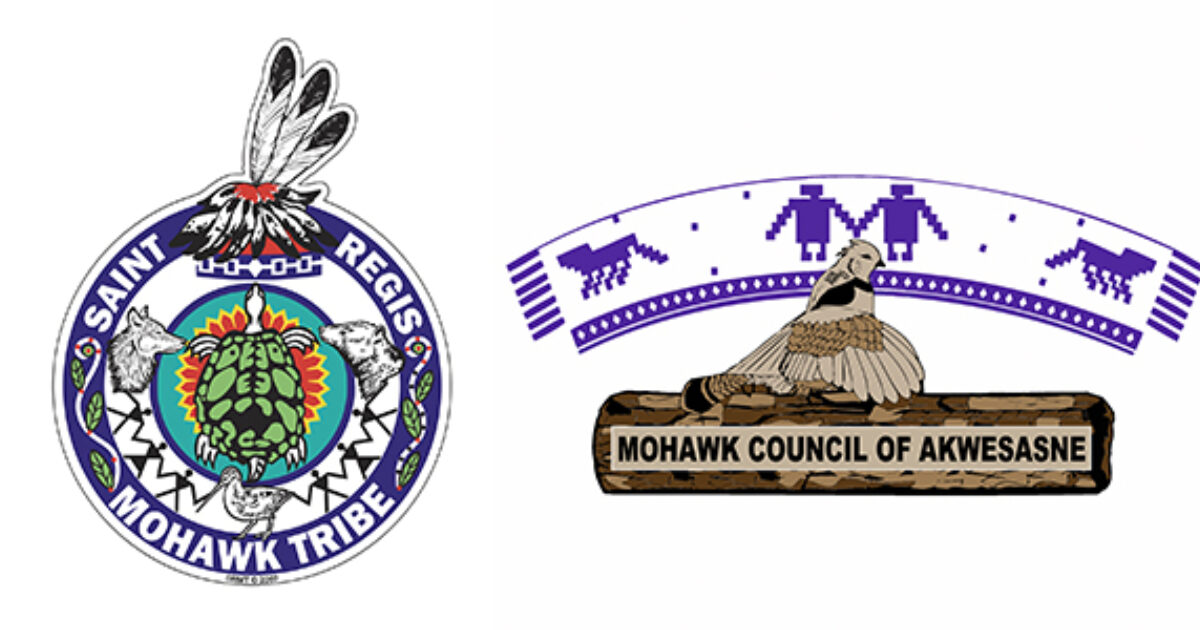 SAINT REGIS
MOHAWK TRIBE
MOHAWK COUNCIL OF AKWESASNE